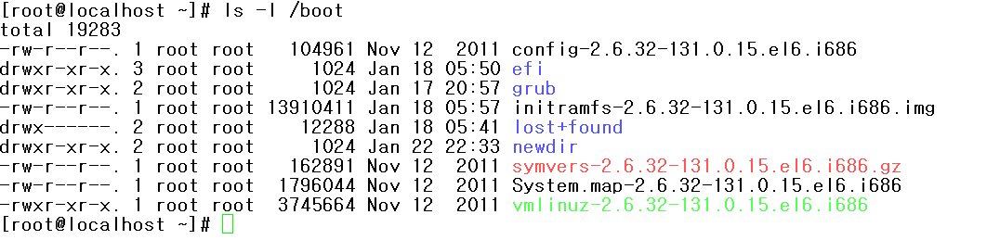 [root@localhost ~]# ls -l /boot
total 19283
-rw-r--r--. 1 root root   104961 Nov 12  2011 config-2.6.32-131.0.15.el6.i686
drwxr-xr-x. 3 root root     1024 Jan 18 05:50 efi
drwxr-xr-x. 2 root root     1024 Jan 17 20:57 grub
-rw-r--r--. 1 root root 13910411 Jan 18 05:57 initramfs-2.6.32-131.0.15.el6.i686.img
drwx------. 2 root root    12288 Jan 18 05:41 lost+found
drwxr-xr-x. 2 root root     1024 Jan 22 22:33 newdir
-rw-r--r--. 1 root root   162891 Nov 12  2011 symvers-2.6.32-131.0.15.el6.i686.gz
-rw-r--r--. 1 root root  1796044 Nov 12  2011 System.map-2.6.32-131.0.15.el6.i686
-rwxr-xr-x. 1 root root  3745664 Nov 12  2011 vmlinuz-2.6.32-131.0.15.el6.i686
[root@localhost ~]#